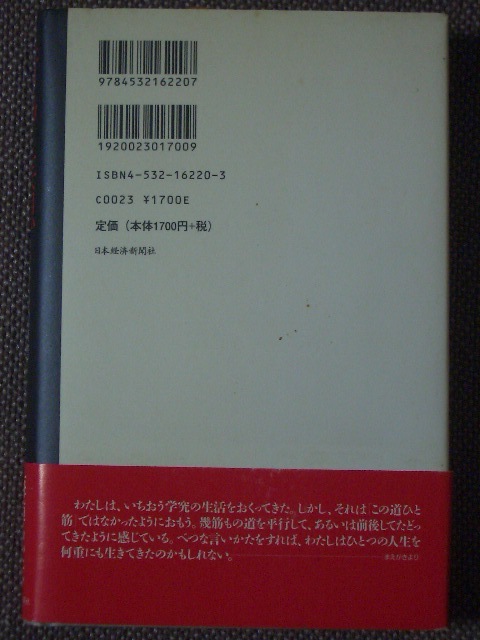 9784532162207
1920023017009
ISBN4-532-16220-3
C0023 ¥1700E
定価（本体1700円+税）
日本経済新聞社
わたしは、いちおう学究の生活をおくってきた。しかし、それは「この道ひと
筋」ではなかったようにおもう。幾筋もの道を平行して、あるいは前後してたどっ
てきたように感じている。べつな言いかたをすれば、わたしはひとつの人生を
何重にも生きてきたのかもしれない。——まえがきより